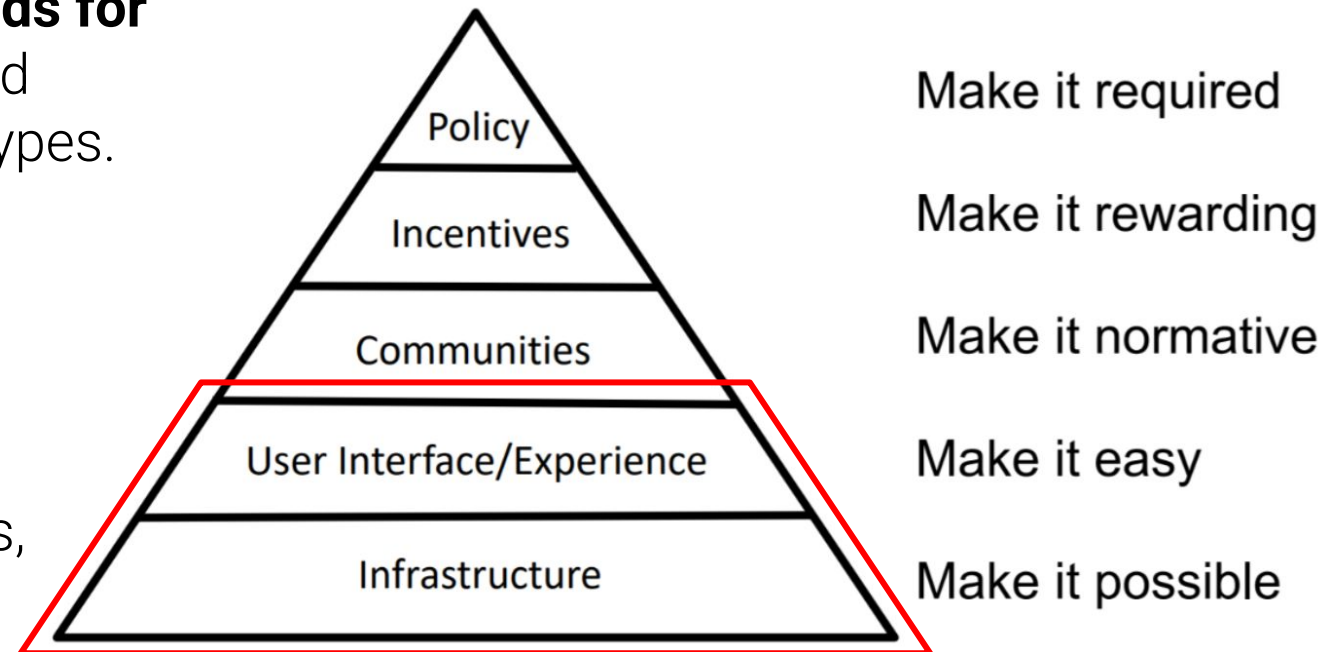 ds for
d
ypes.
s,
Policy
Incentives
Communities
User Interface/Experience
Infrastructure
Make it required
Make it rewarding
Make it normative
Make it easy
Make it possible